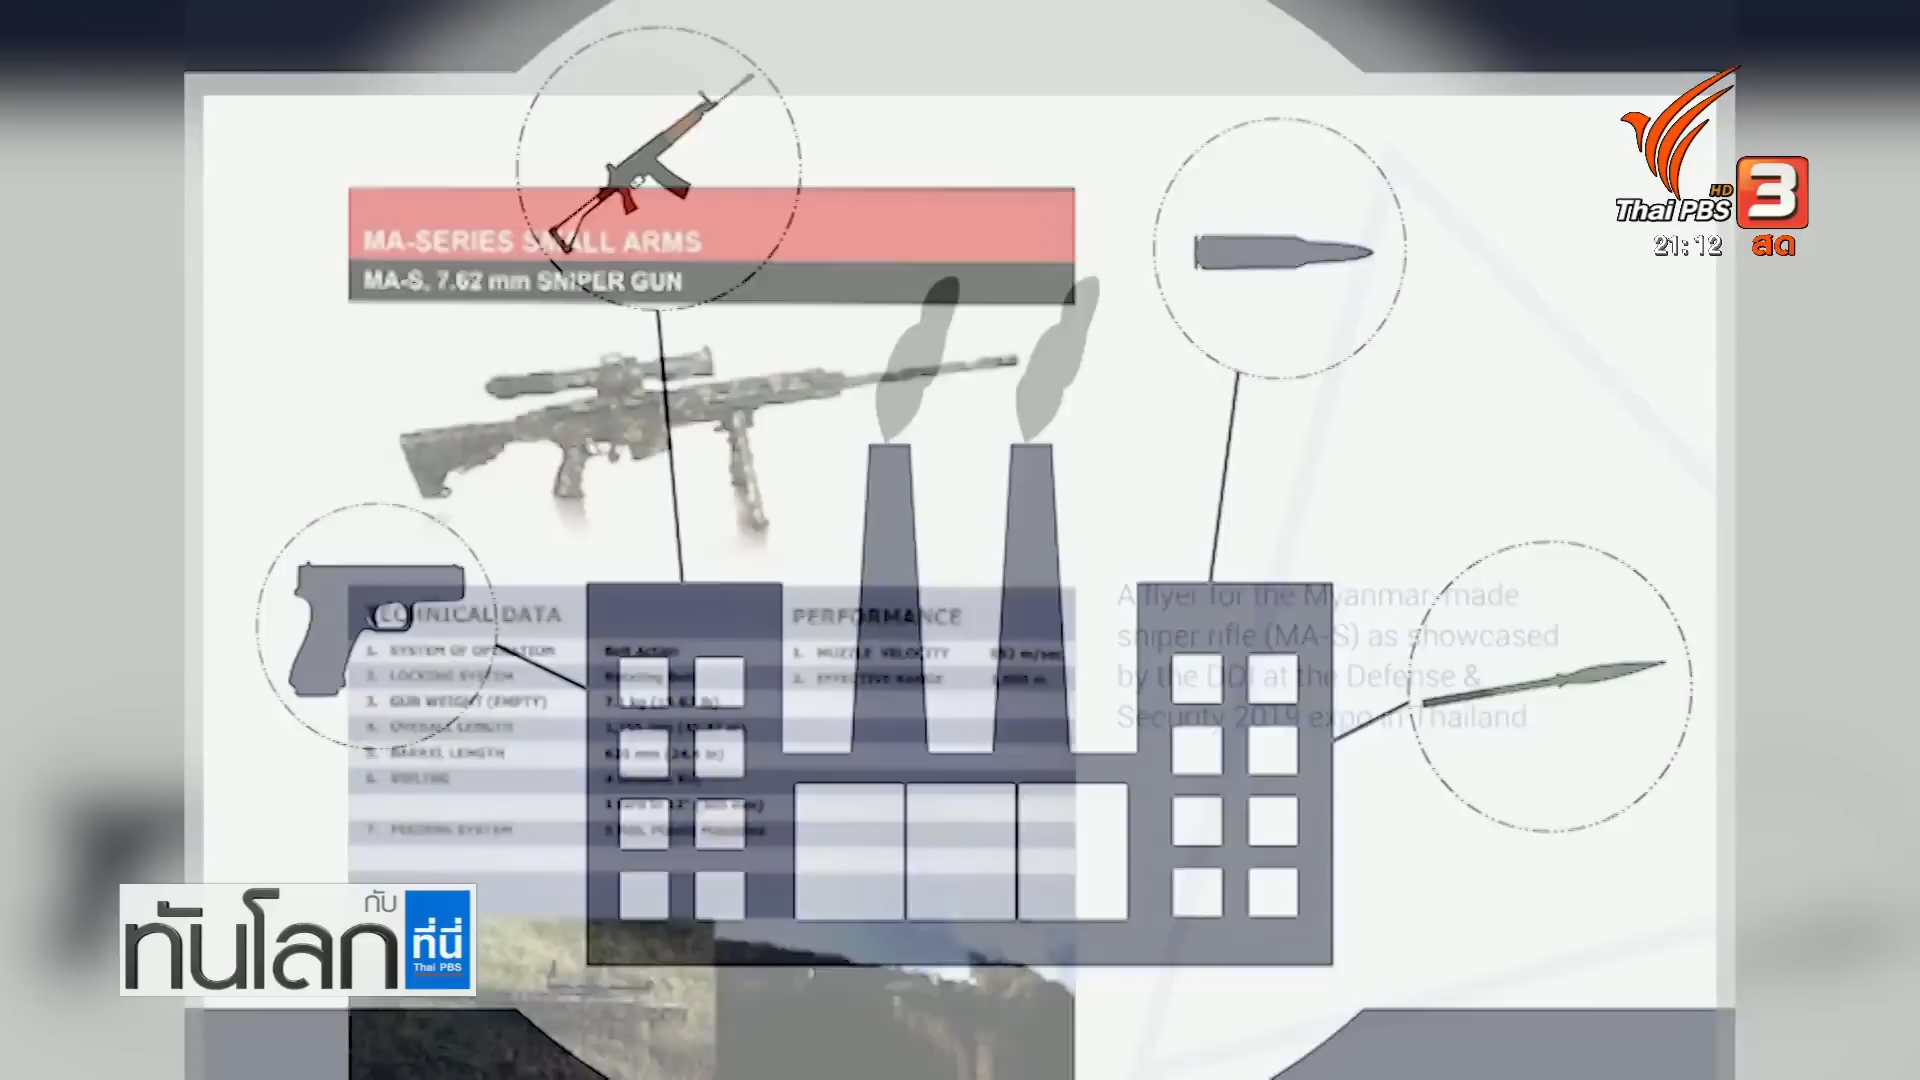 MA-SERIES SMALL ARMS
MA-S, 7.62 mm SNIPER GUN
HD
Thai PBS
3
21:12
สด
TECHNICAL DATA
1. SYSTEM OF OPERATION
Bolt Action
2. LOCKING SYSTEM
3. GUN WEIGHT (EMPTY)
4. OVERALL LENGTH
5. BARREL LENGTH
6. RIFLING
7. FEEDING SYSTEM
PERFORMANCE
1. MUZZLE VELOCITY
2. EFFECTIVE RANGE
A flyer for the Myanmar-made
sniper rifle (MA-S) as showcased
by the DDI at the Defense &
Security 2019 expo in Thailand.
ทันโลก
กับ
ที่นี่
Thai PBS